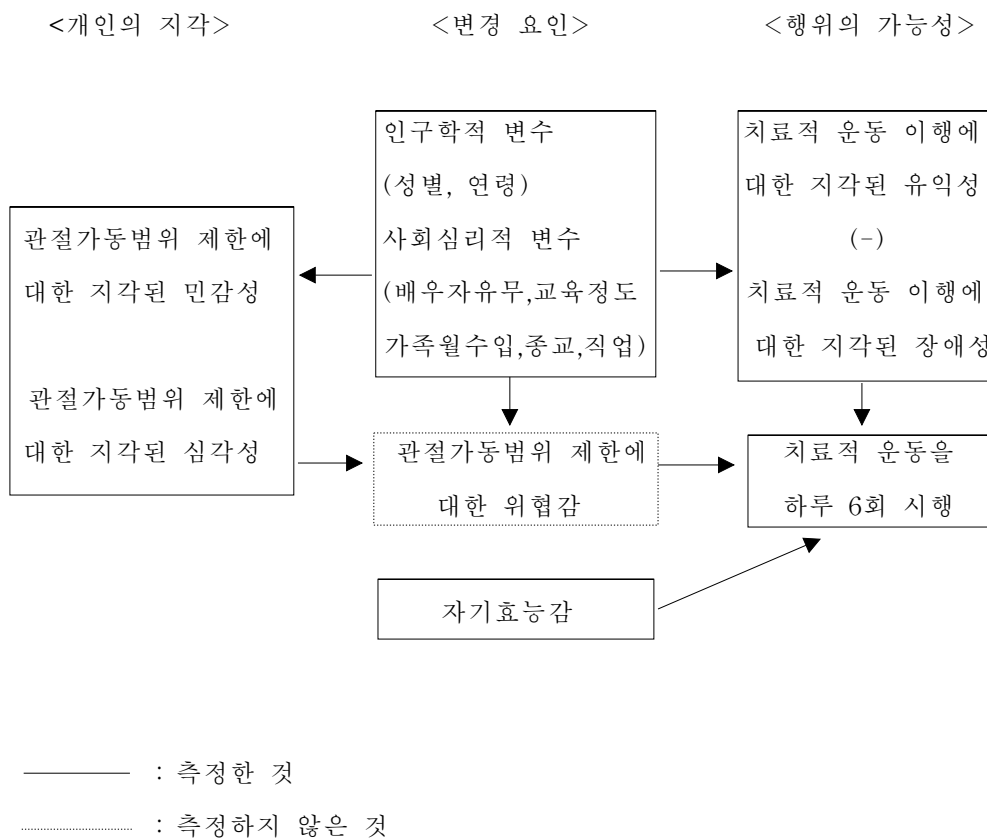 <개인의 지각>
<변경 요인>
<행위의 가능성>
관절가동범위 제한에
대한 지각된 민감성
관절가동범위 제한에
대한 지각된 심각성
인구학적 변수
(성별, 연령)
사회심리적 변수
(배우자유무,교육정도
가족월수입,종교,직업)
치료적 운동 이행에
대한 지각된 유익성
(-)
치료적 운동 이행에
대한 지각된 장애성
관절가동범위 제한에
대한 위협감
치료적 운동을
하루 6회 시행
자기효능감
: 측정한 것
: 측정하지 않은 것